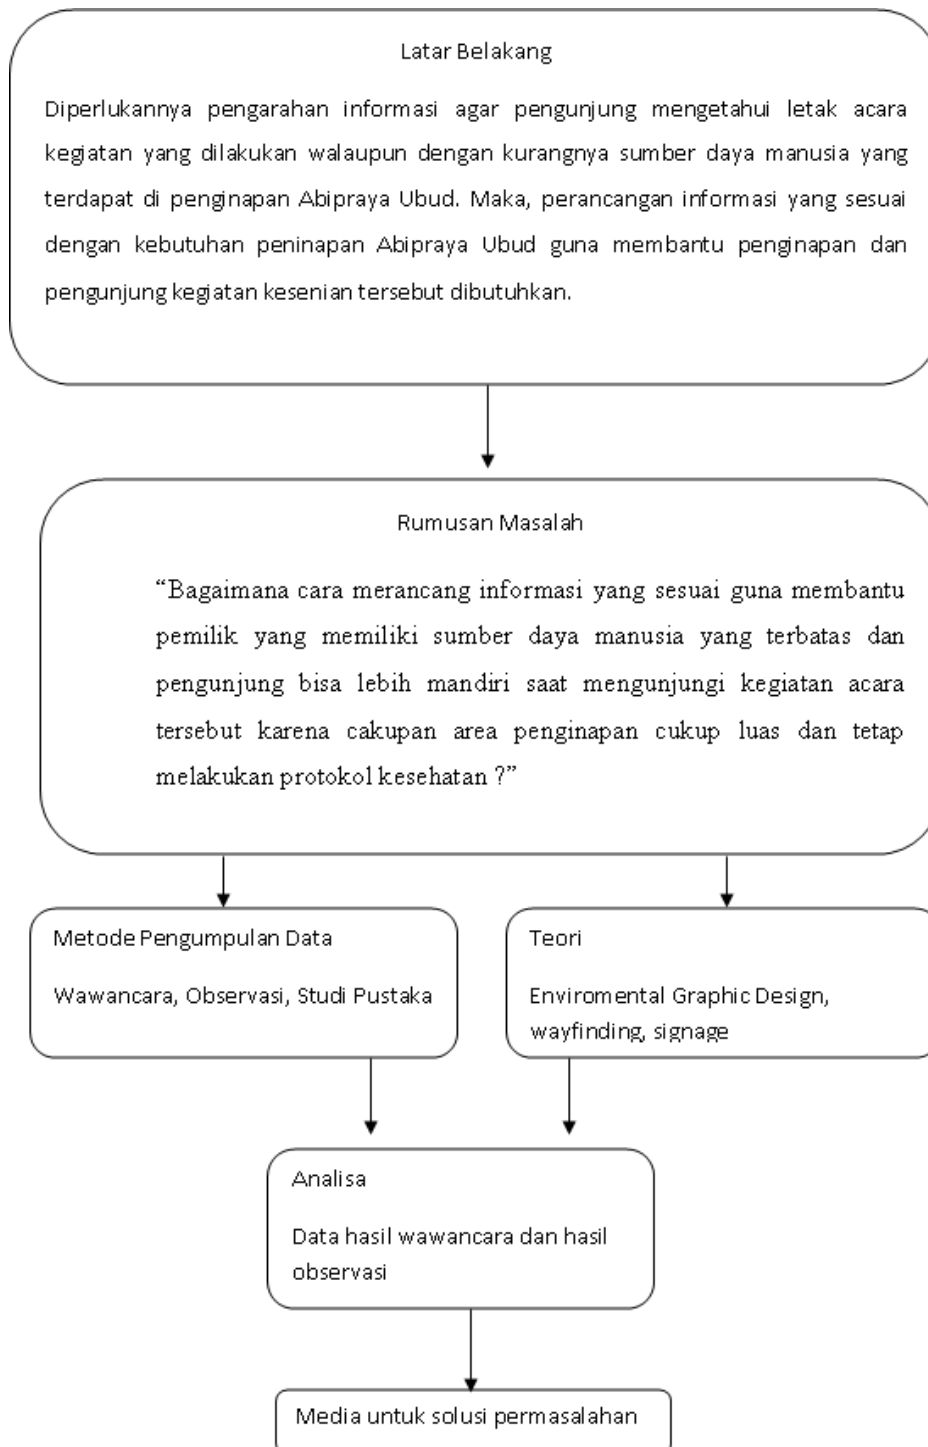 Latar Belakang
Diperlukannya pengarahan informasi agar pengunjung mengetahui letak acara
kegiatan yang dilakukan walaupun dengan kurangnya sumber daya manusia yang
terdapat di penginapan Abipraya Ubud. Maka, perancangan informasi yang sesuai
dengan kebutuhan peninapan Abipraya Ubud guna membantu penginapan dan
pengunjung kegiatan kesenian tersebut dibutuhkan.
Rumusan Masalah
“Bagaimana cara merancang informasi yang sesuai guna membantu
pemilik yang memiliki sumber daya manusia yang terbatas dan
pengunjung bisa lebih mandiri saat mengunjungi kegiatan acara
tersebut karena cakupan area penginapan cukup luas dan tetap
melakukan protokol kesehatan ?”
Metode Pengumpulan Data
Wawancara, Observasi, Studi Pustaka
Teori
Enviromental Graphic Design,
wayfinding, signage
Analisa
Data hasil wawancara dan hasil
observasi
Media untuk solusi permasalahan